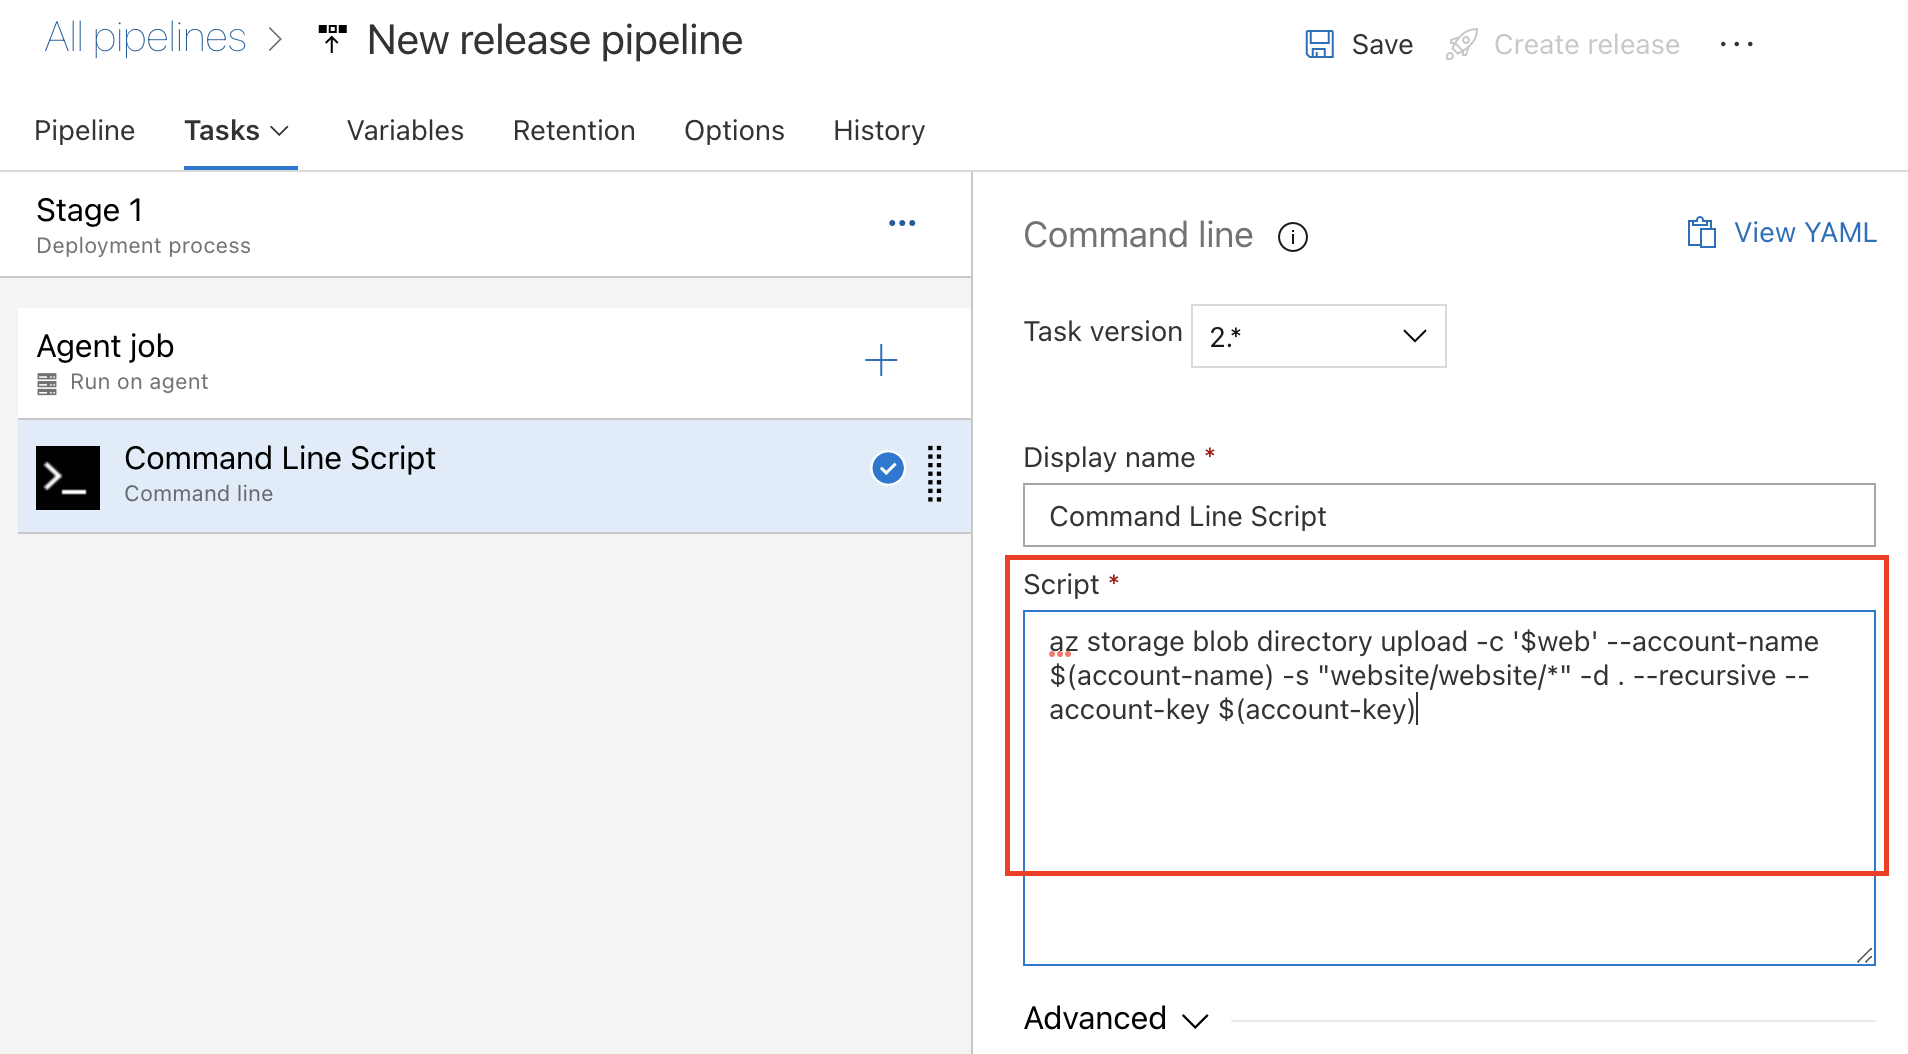 All pipelines > New release pipeline
Save
Create release
Pipeline
Tasks
Variables
Retention
Options
History
Stage 1
Deployment process
Agent job
Run on agent
Command Line Script
Command line
Command line
View YAML
Task version
2.*
Display name *
Command Line Script
Script *
az storage blob directory upload -c '$web' --account-name
$(account-name) -s "website/website/*" -d . --recursive --
account-key $(account-key)
Advanced